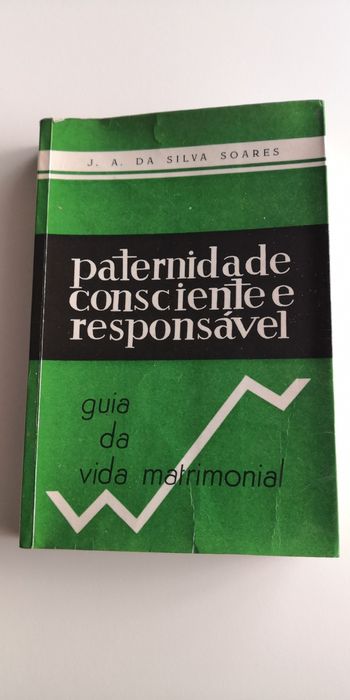 J. A. DA SILVA SOARES
paternidade
consciente e
responsável
guia
da
vida matrimonial